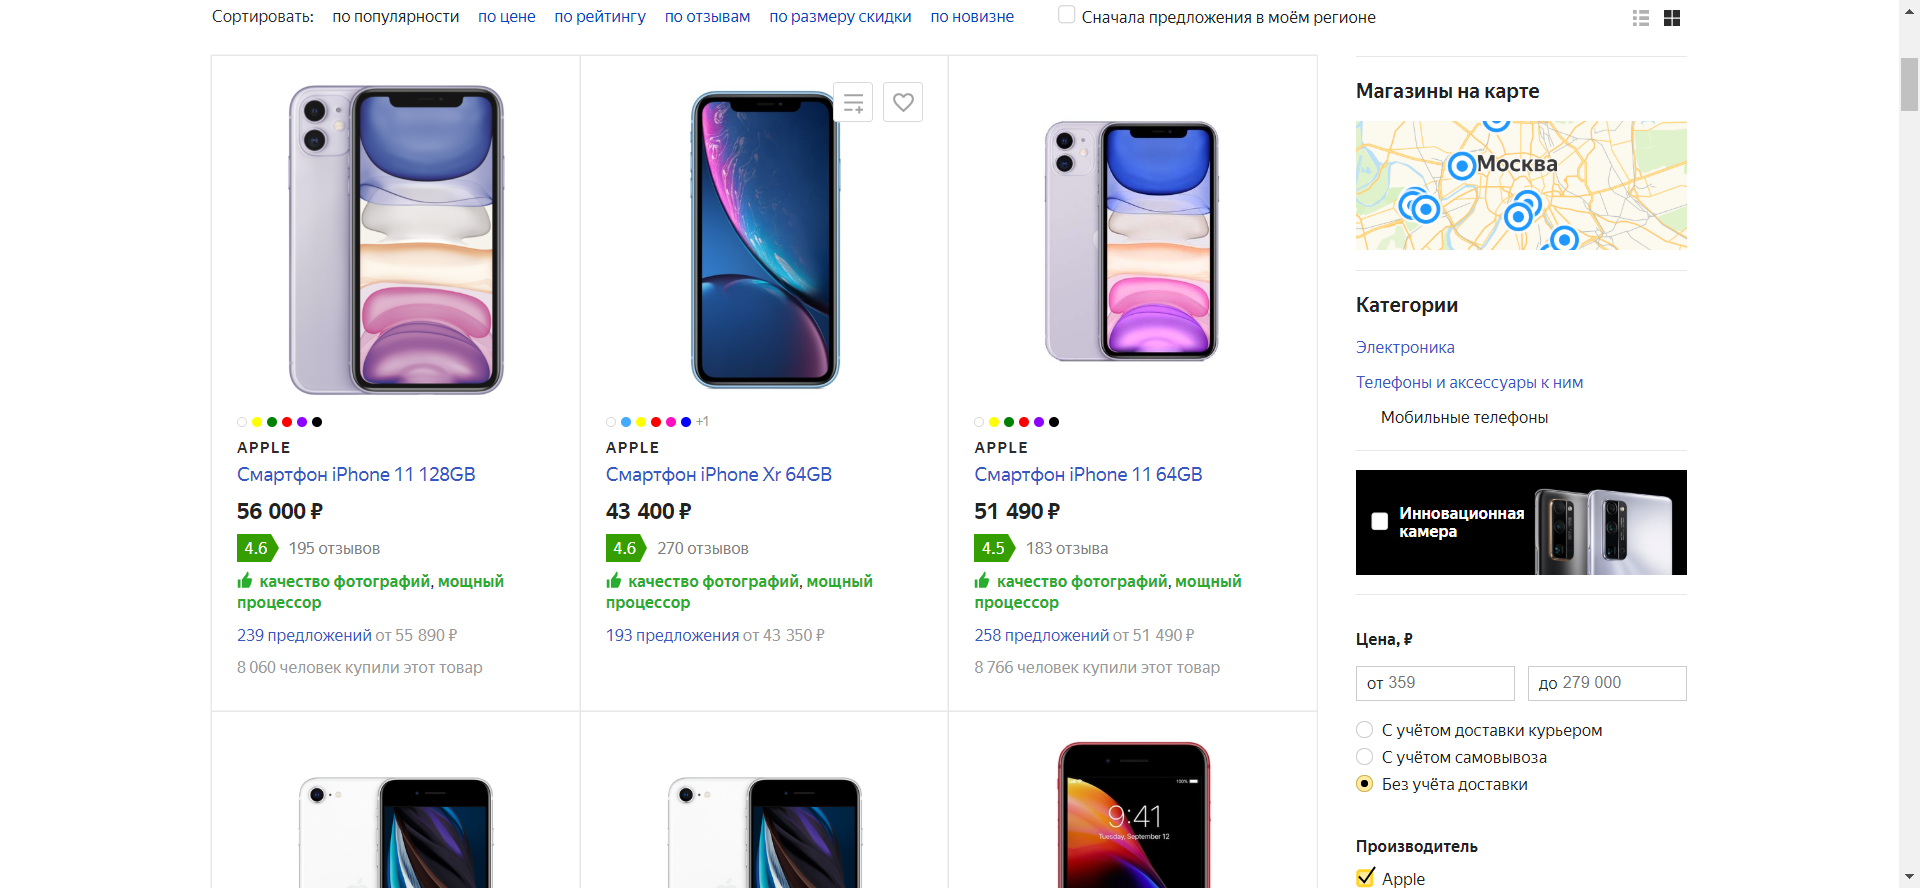 Сортировать: по популярности по цене по рейтингу по отзывам по размеру скидки по новизне Сначала предложения в моём регионе
+1
APPLE
Смартфон iPhone 11 128GB
56 000 ₽
4.6 195 отзывов
качество фотографий, мощный
процессор
239 предложений от 55 890 ₽
8 060 человек купили этот товар
APPLE
Смартфон iPhone Xr 64GB
43 400 ₽
4.6 270 отзывов
качество фотографий, мощный
процессор
193 предложения от 43 350 ₽
APPLE
Смартфон iPhone 11 64GB
51 490 ₽
4.5 183 отзыва
качество фотографий, мощный
процессор
258 предложений от 51 490 ₽
8 766 человек купили этот товар
100%
9:41
Tuesday, September 12
Магазины на карте
Москва
Категории
Электроника
Телефоны и аксессуары к ним
Мобильные телефоны
Инновационная
камера
Цена, ₽
от 359 до 279 000
С учётом доставки курьером
С учётом самовывоза
Без учёта доставки
Производитель
Apple